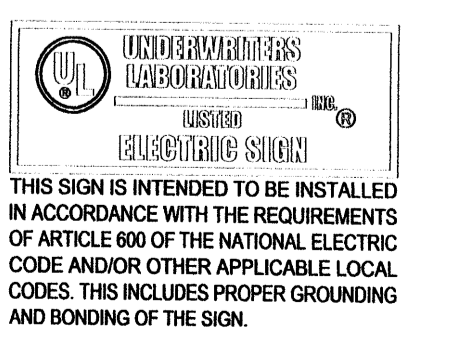 UL
®
UNDERWRITERS
LABORATORIES
INC. ®
LISTED
ELECTRIC SIGN
THIS SIGN IS INTENDED TO BE INSTALLED
IN ACCORDANCE WITH THE REQUIREMENTS
OF ARTICLE 600 OF THE NATIONAL ELECTRIC
CODE AND/OR OTHER APPLICABLE LOCAL
CODES. THIS INCLUDES PROPER GROUNDING
AND BONDING OF THE SIGN.